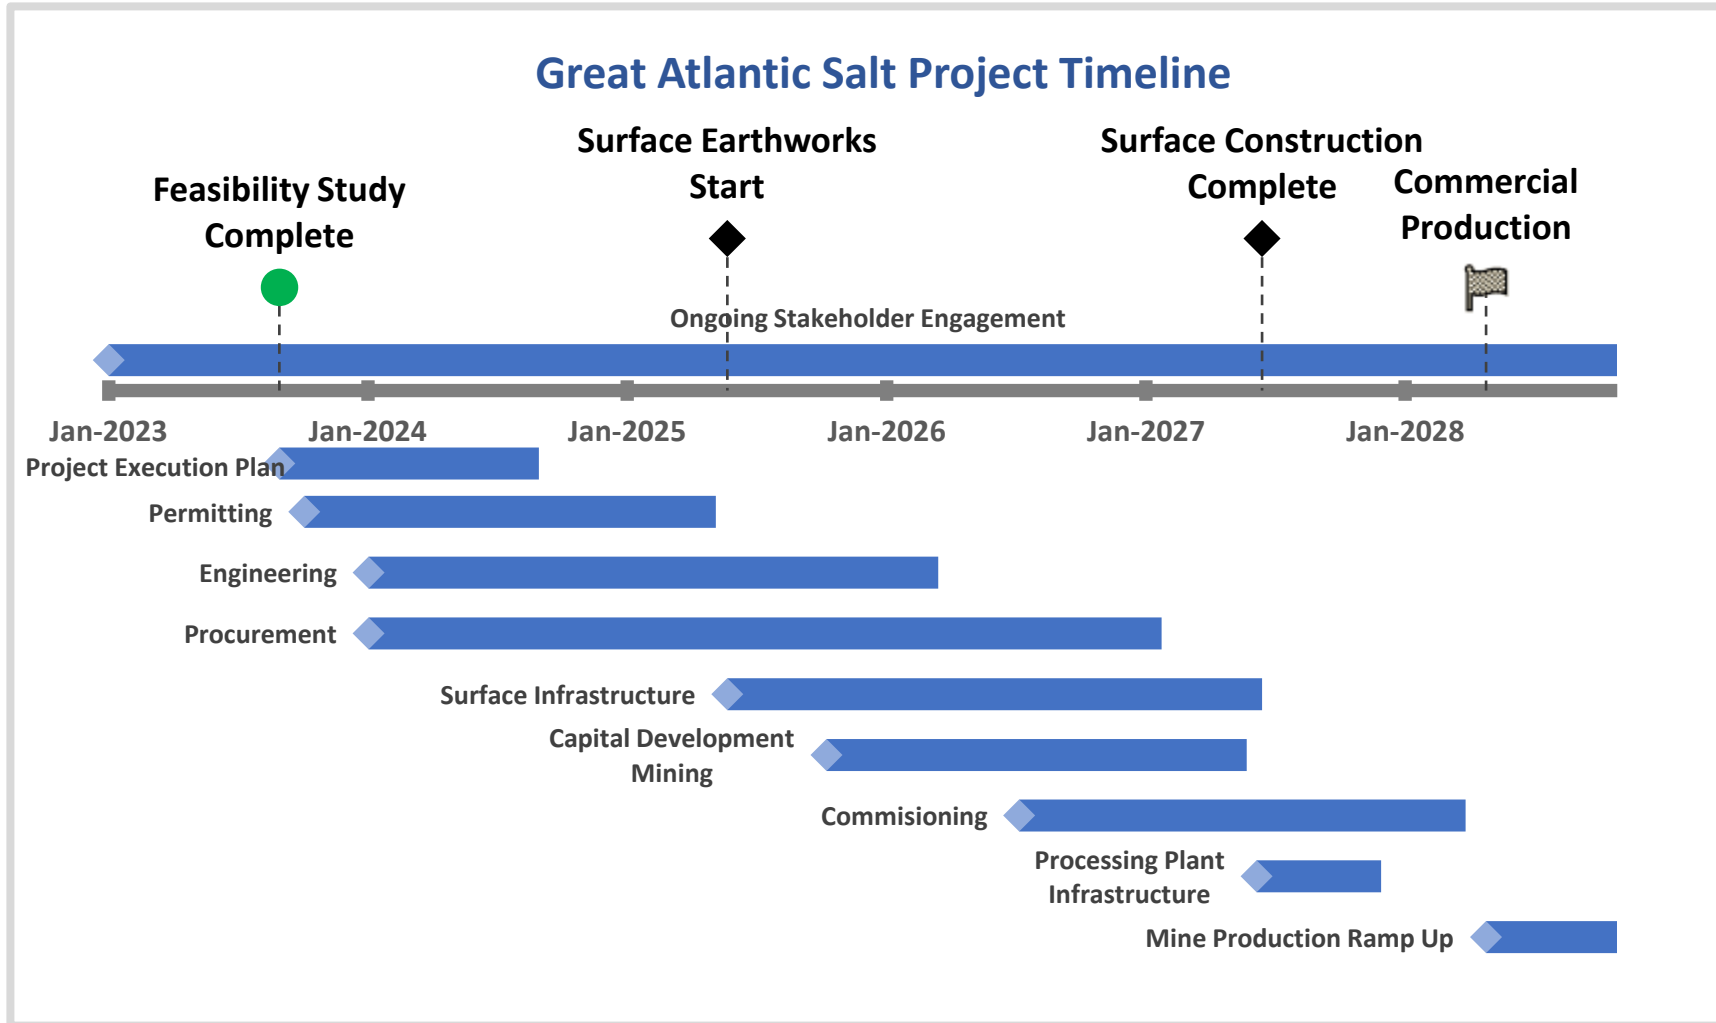 Great Atlantic Salt Project Timeline
Surface Earthworks
Start
Surface Construction
Complete
Feasibility Study
Complete
Commercial
Production
Ongoing Stakeholder Engagement
Jan-2023
Jan-2024
Jan-2025
Jan-2026
Jan-2027
Jan-2028
Project Execution Plan
Permitting
Engineering
Procurement
Surface Infrastructure
Capital Development
Mining
Commisioning
Processing Plant
Infrastructure
Mine Production Ramp Up